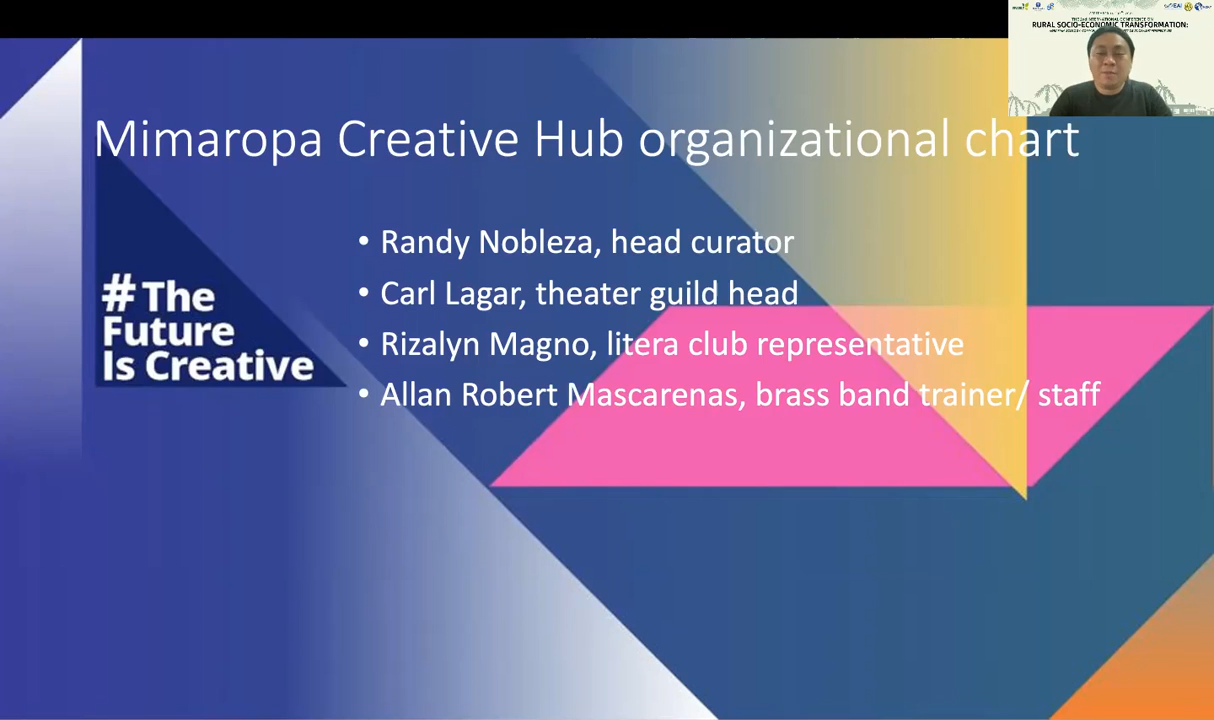 RURAL SOCIO-ECONOMIC TRANSFORMATION:
Mimaropa Creative Hub organizational chart
• Randy Nobleza, head curator
• Carl Lagar, theater guild head
• Rizalyn Magno, litera club representative
• Allan Robert Mascarenas, brass band trainer/ staff
# The
Future
Is Creative